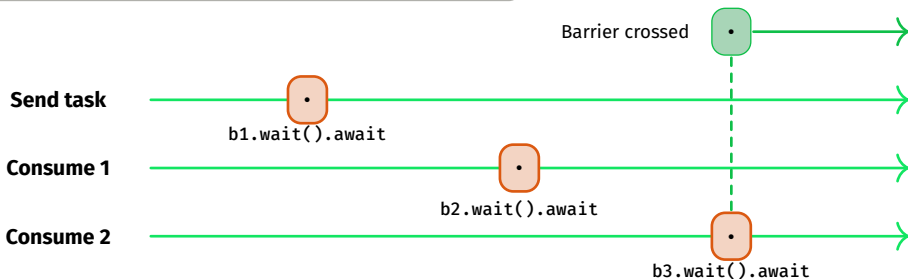 Barrier crossed
Send task
b1.wait().await
Consume 1
b2.wait().await
Consume 2
b3.wait().await